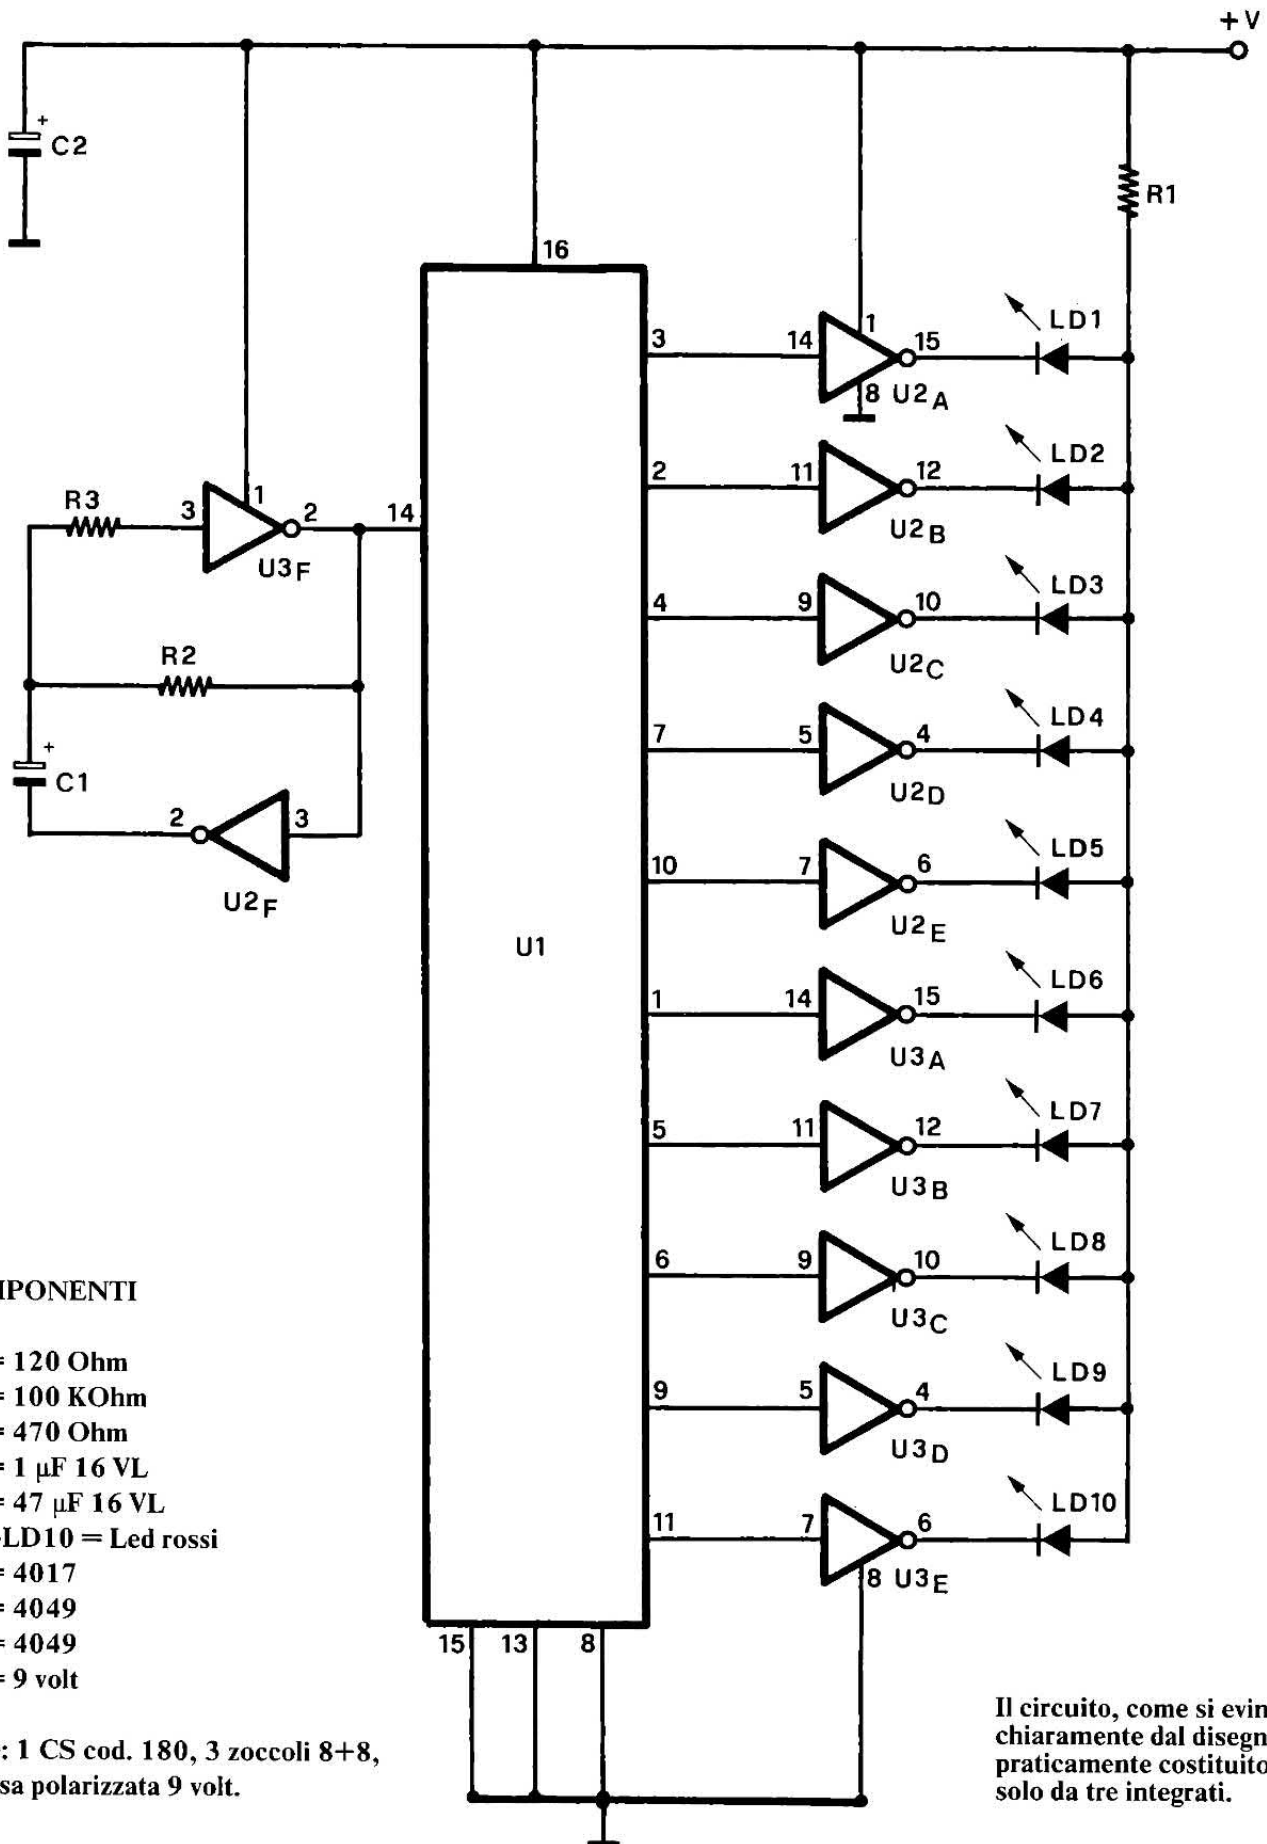 +V
+
C2
R1
16
3
14
1
15
LD1
8
U2A
2
11
12
LD2
U2B
R3
3
1
2
14
U3F
4
9
10
LD3
U2C
R2
7
5
4
LD4
U2D
+
C1
2
3
U2F
10
7
6
LD5
U2E
U1
1
14
15
LD6
U3A
5
11
12
LD7
U3B
6
9
10
LD8
U3C
9
5
4
LD9
U3D
11
7
6
LD10
8
U3E
15
13
8
MPONENTI
= 120 Ohm
= 100 KOhm
= 470 Ohm
= 1 µF 16 VL
= 47 µF 16 VL
-LD10 = Led rossi
= 4017
= 4049
= 4049
= 9 volt
: 1 CS cod. 180, 3 zoccoli 8+8,
sa polarizzata 9 volt.
Il circuito, come si evin
chiaramente dal disegn
praticamente costituito
solo da tre integrati.